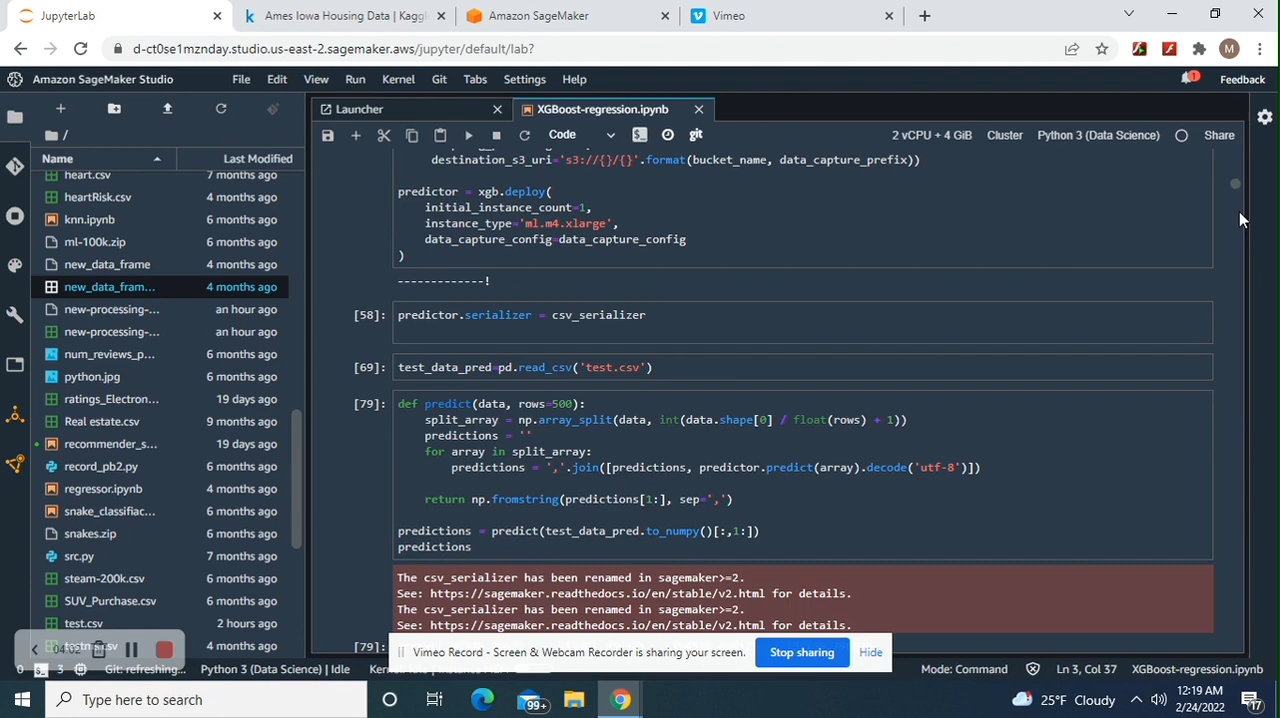 JupyterLab
Ames Iowa Housing Data | Kaggl
Amazon SageMaker
Vimeo
d-ct0se1mznday.studio.us-east-2.sagemaker.aws/jupyter/default/lab?
M
Amazon SageMaker Studio
File Edit View Run Kernel Git Tabs Settings Help
1
Feedback
Launcher
XGBoost-regression.ipynb
Code
git
2 vCPU + 4 GiB
Cluster
Python 3 (Data Science)
Share
/
Name
Last Modified
heart.csv 7 months ago
heartRisk.csv 4 months ago
knn.ipynb 6 months ago
ml-100k.zip 6 months ago
new_data_frame 4 months ago
new_data_fram... 4 months ago
new-processing-... an hour ago
new-processing-... an hour ago
num_reviews_p... 6 months ago
python.jpg 6 months ago
ratings_Electron... 19 days ago
Real estate.csv 9 months ago
recommender_s... 19 days ago
record_pb2.py 6 months ago
regressor.ipynb 4 months ago
snake_classifiac... 6 months ago
snakes.zip 6 months ago
src.py 7 months ago
steam-200k.csv 6 months ago
SUV_Purchase.csv 6 months ago
test.csv 2 hours ago
4 months ago
destination_s3_uri='s3://{}/{}'.format(bucket_name, data_capture_prefix))
predictor = xgb.deploy(
initial_instance_count=1,
instance_type='ml.m4.xlarge',
data_capture_config=data_capture_config
)
-------------!
[58]: predictor.serializer = csv_serializer
[69]: test_data_pred=pd.read_csv('test.csv')
[79]: def predict(data, rows=500):
split_array = np.array_split(data, int(data.shape[0] / float(rows) + 1))
predictions = ''
for array in split_array:
predictions = ','.join([predictions, predictor.predict(array).decode('utf-8')])
return np.fromstring(predictions[1:], sep=',')
predictions = predict(test_data_pred.to_numpy()[:,1:])
predictions
The csv_serializer has been renamed in sagemaker>=2.
See: https://sagemaker.readthedocs.io/en/stable/v2.html for details.
The csv_serializer has been renamed in sagemaker>=2.
See: https://sagemaker.readthedocs.io/en/stable/v2.html for details.
[79]:
Vimeo Record - Screen & Webcam Recorder is sharing your screen.
Stop sharing
Hide
0
3
Git: refreshing...
Python 3 (Data Science) | Idle
Mode: Command
Ln 3, Col 37
XGBoost-regression.ipynb
Type here to search
99+
25°F Cloudy
12:19 AM
2/24/2022
17